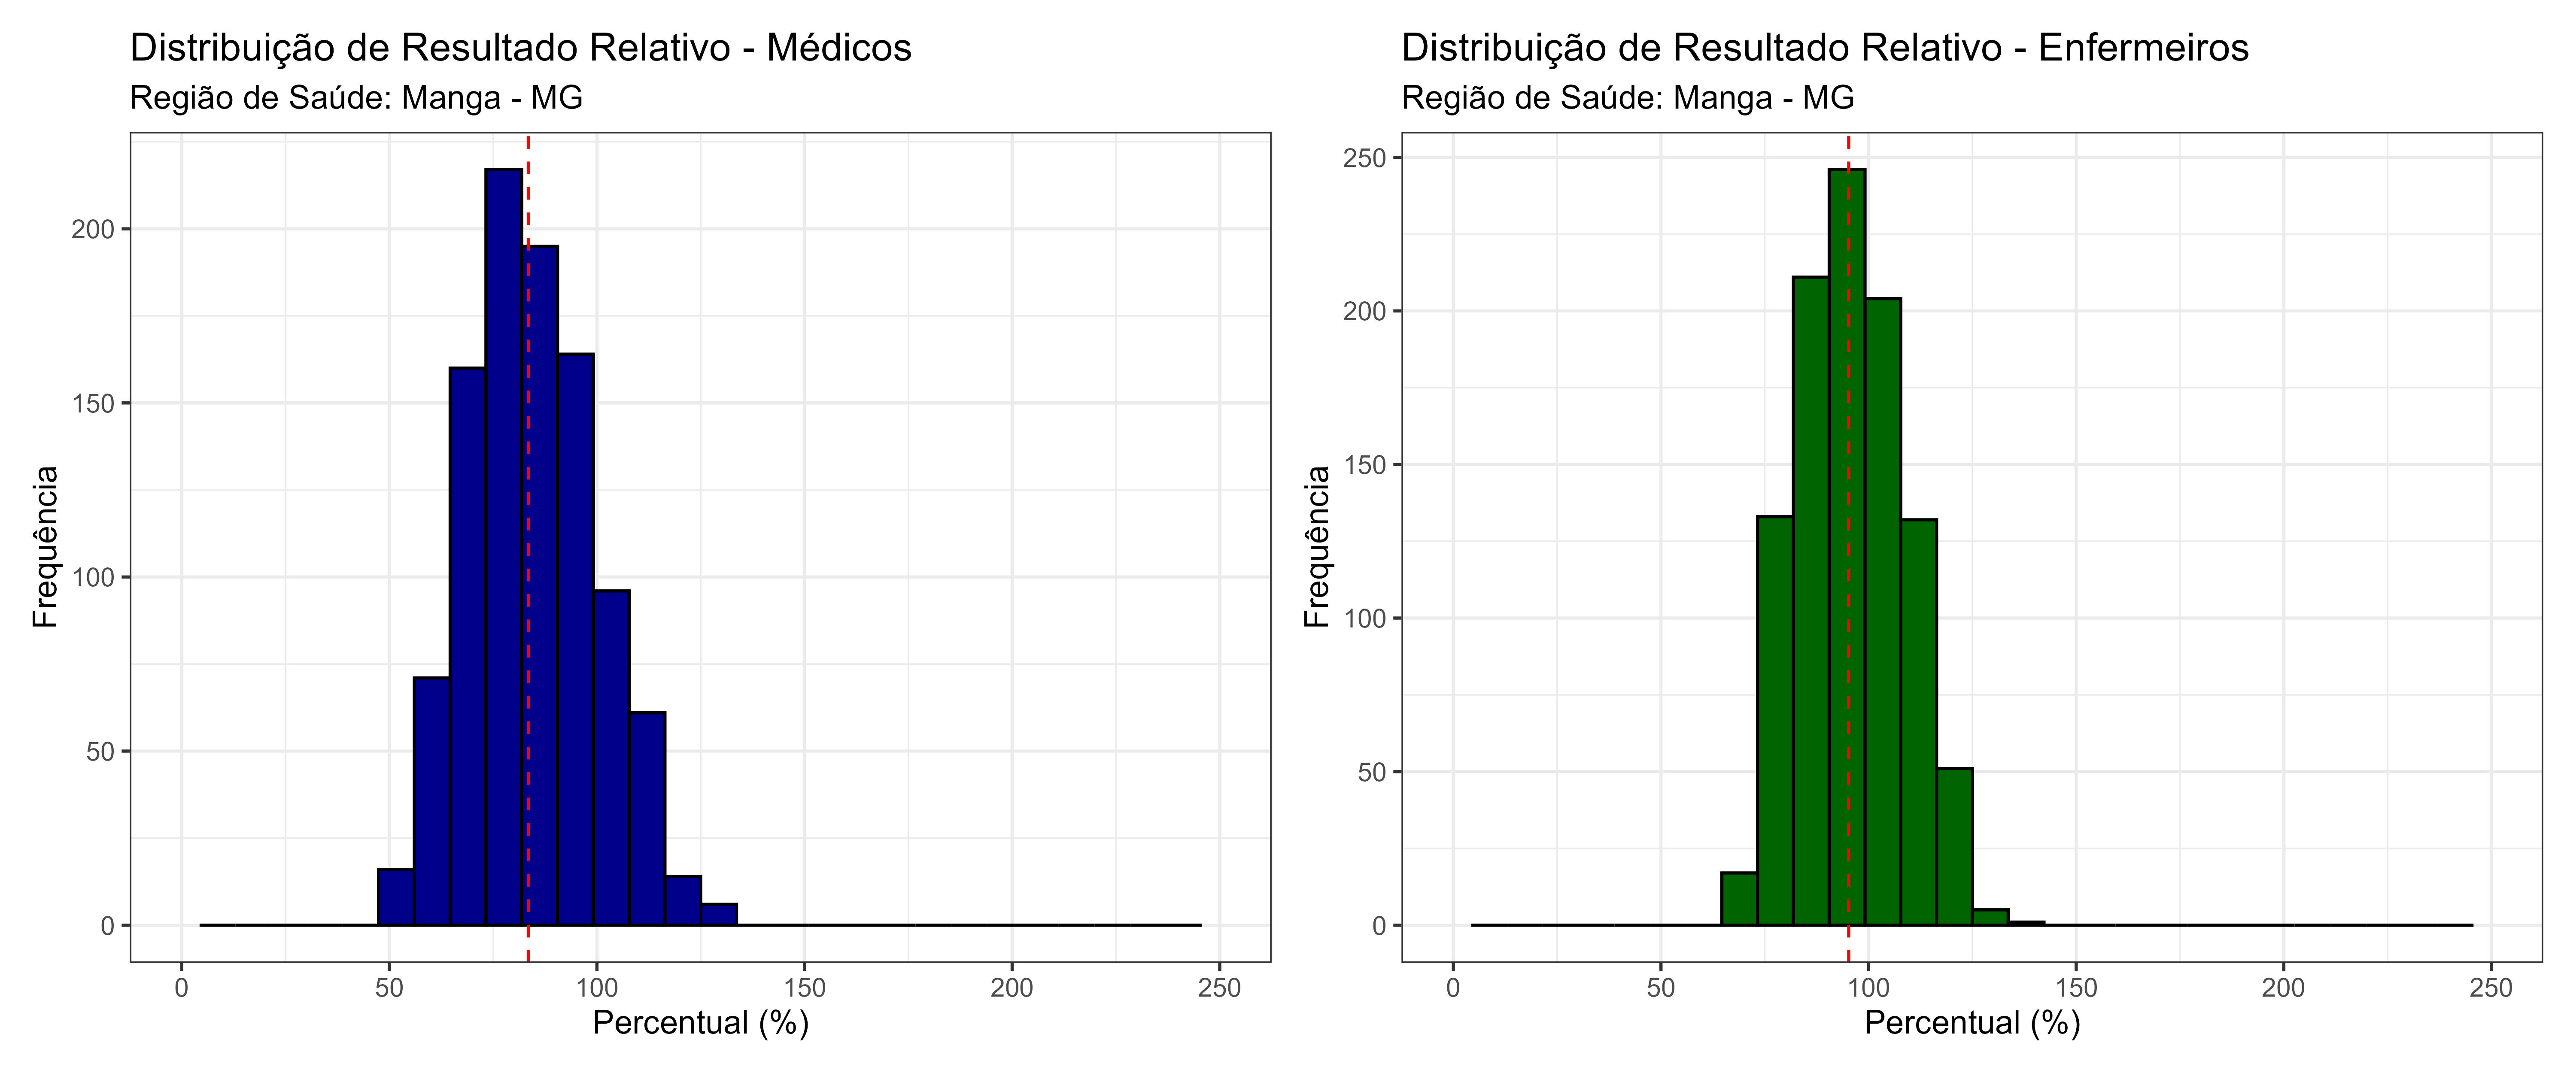 Distribuição de Resultado Relativo - Médicos
Região de Saúde: Manga - MG
Frequência
200
150
100
50
0
0 50 100 150 200 250
Percentual (%)
Distribuição de Resultado Relativo - Enfermeiros
Região de Saúde: Manga - MG
Frequência
250
200
150
100
50
0
0 50 100 150 200 250
Percentual (%)